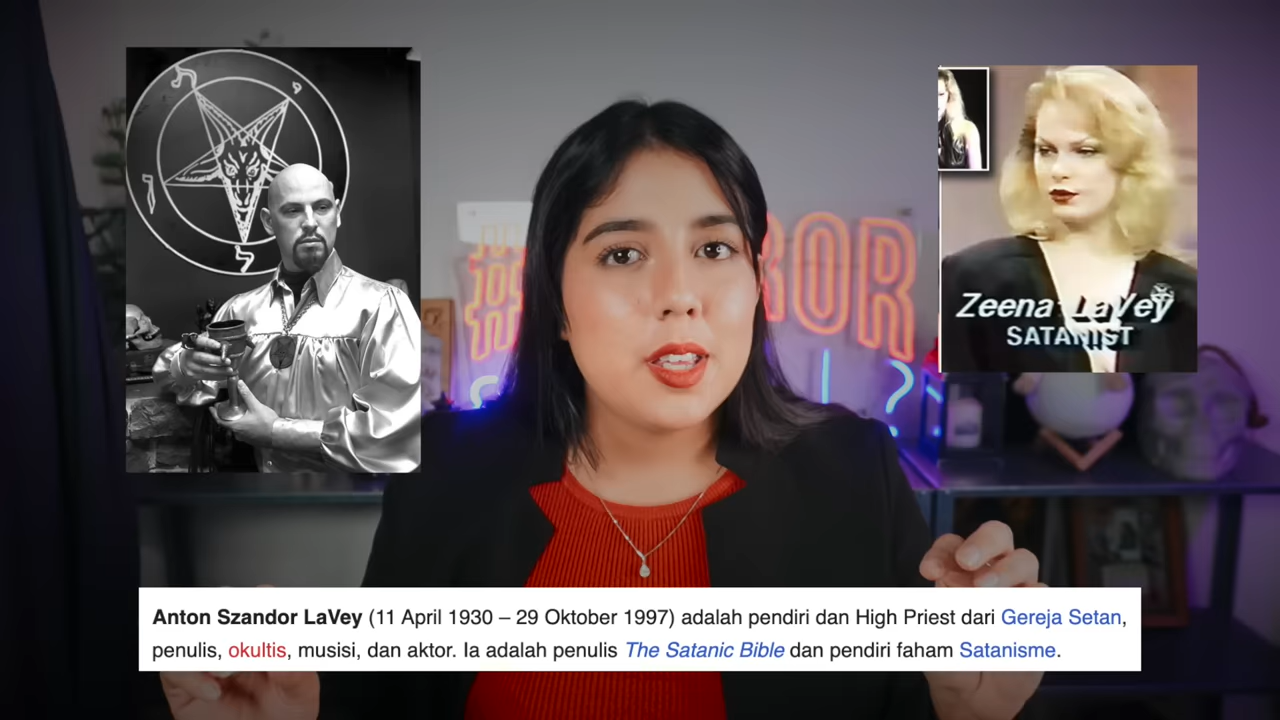 ROR
Zeena LaVey
SATANIST
Anton Szandor LaVey (11 April 1930 – 29 Oktober 1997) adalah pendiri dan High Priest dari Gereja Setan,
penulis, okultis, musisi, dan aktor. Ia adalah penulis The Satanic Bible dan pendiri faham Satanisme.